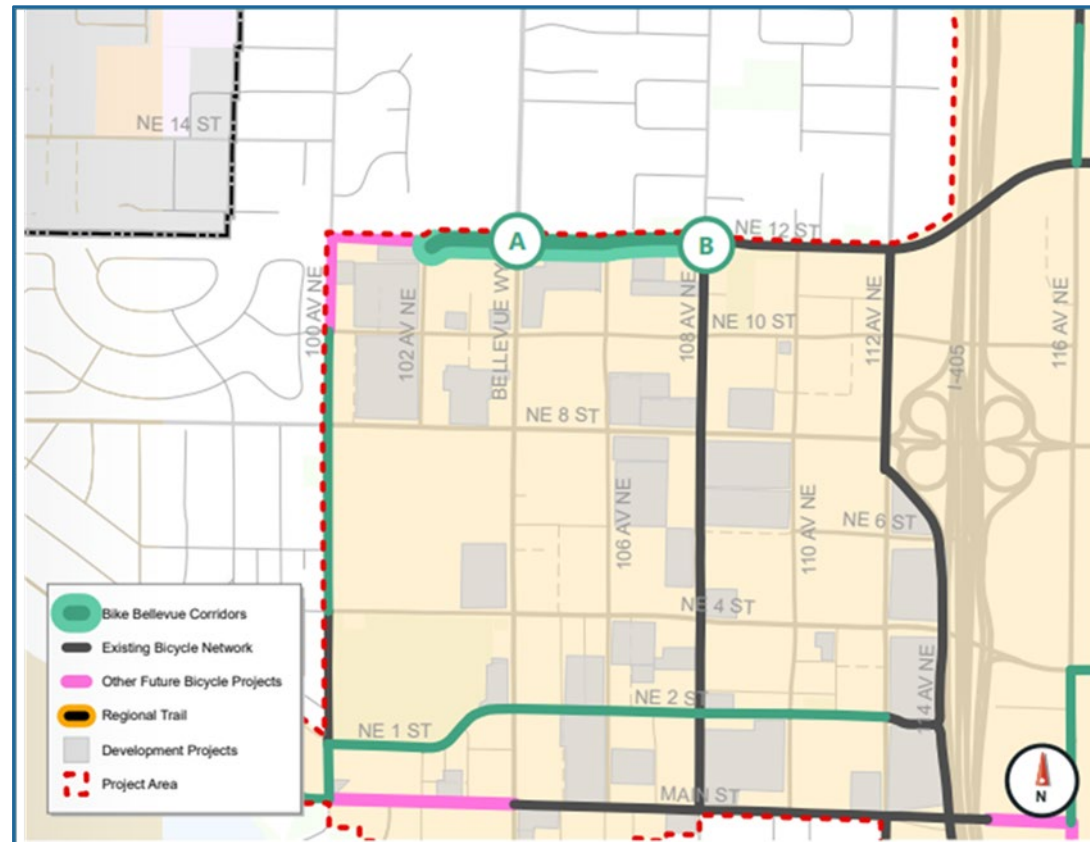 NE 14 ST
A
B
NE 12 ST
100 AV NE
102 AV NE
BELLEVUE WY
108 AV NE
NE 10 ST
112 AV NE
I-405
116 AV NE
NE 8 ST
106 AV NE
110 AV NE
NE 6 ST
NE 4 ST
114 AV NE
NE 2 ST
NE 1 ST
MAIN ST
Bike Bellevue Corridors
Existing Bicycle Network
Other Future Bicycle Projects
Regional Trail
Development Projects
Project Area
N